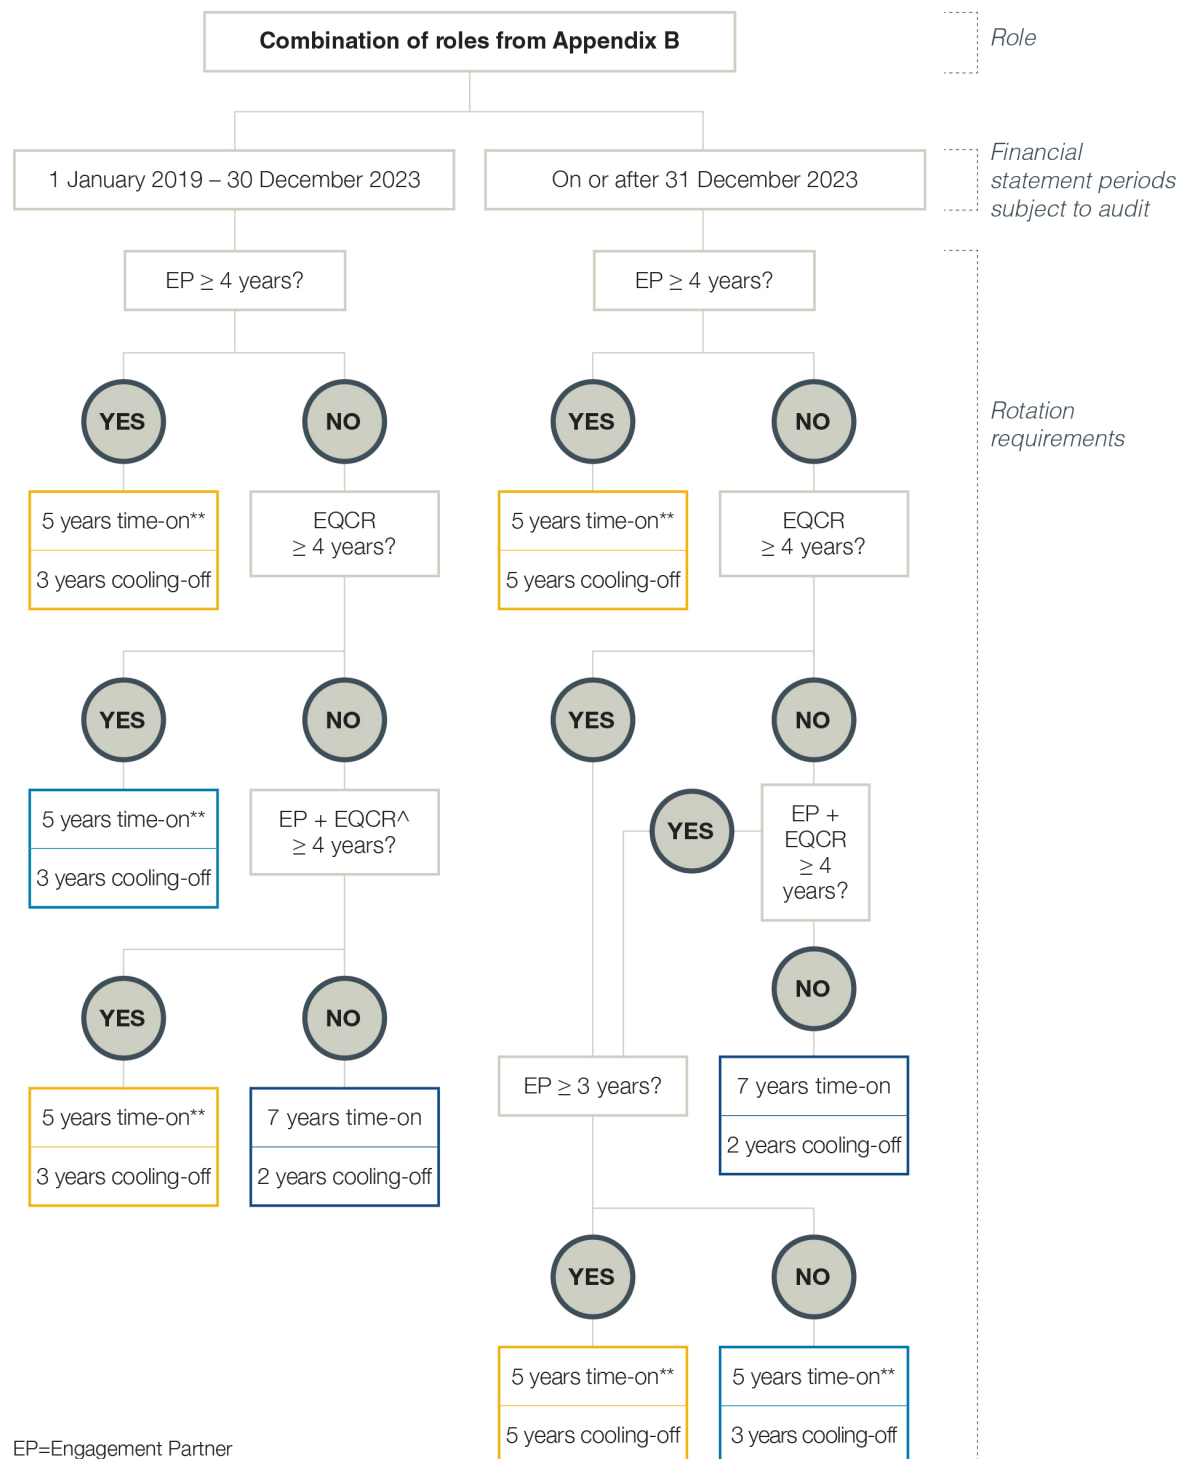 Combination of roles from Appendix B
Role
1 January 2019 – 30 December 2023
On or after 31 December 2023
Financial
statement periods
subject to audit
EP ≥ 4 years?
EP ≥ 4 years?
Rotation
requirements
YES
NO
YES
NO
5 years time-on**
3 years cooling-off
EQCR
≥ 4 years?
5 years time-on**
5 years cooling-off
EQCR
≥ 4 years?
YES
NO
YES
NO
5 years time-on**
3 years cooling-off
EP + EQCR^
≥ 4 years?
YES
EP +
EQCR
≥ 4
years?
YES
NO
NO
5 years time-on**
3 years cooling-off
7 years time-on
2 years cooling-off
EP ≥ 3 years?
7 years time-on
2 years cooling-off
YES
NO
5 years time-on**
5 years cooling-off
5 years time-on**
3 years cooling-off
EP=Engagement Partner